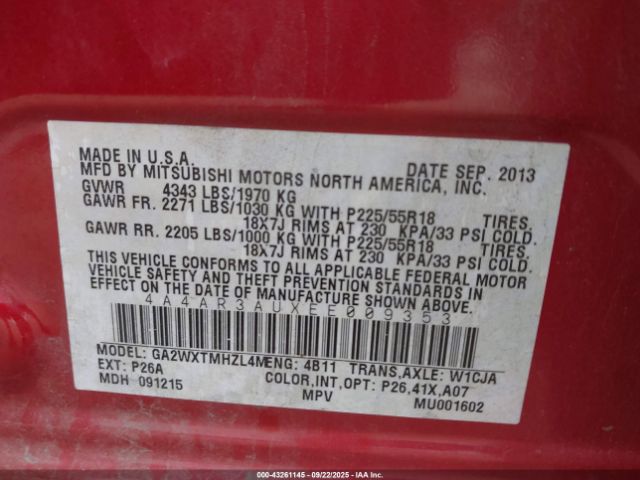 MADE IN U.S.A. DATE SEP. 2013
MFD BY MITSUBISHI MOTORS NORTH AMERICA, INC.
GVWR 4343 LBS/1970 KG
GAWR FR. 2271 LBS/1030 KG WITH P225/55R18 TIRES.
18X7J RIMS AT 230 KPA/33 PSI COLD.
GAWR RR. 2205 LBS/1000 KG WITH P225/55R18 TIRES.
18X7J RIMS AT 230 KPA/33 PSI COLD.
THIS VEHICLE CONFORMS TO ALL APPLICABLE FEDERAL MOTOR
VEHICLE SAFETY AND THEFT PREVENTION STANDARDS IN
EFFECT ON THE DATE OF MANUFACTURE SHOWN ABOVE.
4A4AR3AUXEE009353
MODEL: GA2WXTMHZL4M ENG: 4B11 TRANS,AXLE: W1CJA
EXT: P26A COLOR,INT,OPT: P26,41X,A07
MDH 091215 MPV MU001602
000-43261145 - 09/22/2025 - IAA Inc.